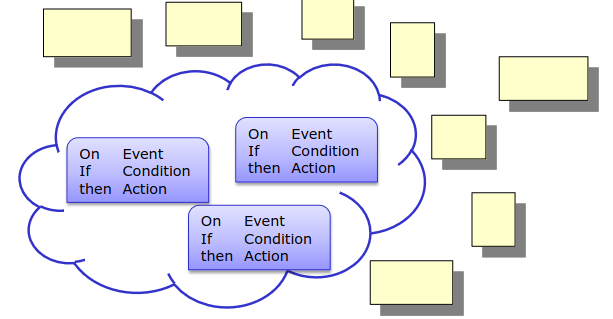 On Event
If Condition
then Action
On Event
If Condition
then Action
On Event
If Condition
then Action